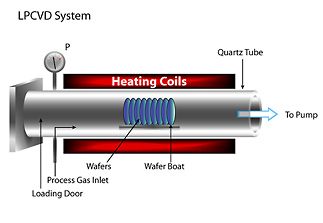 LPCVD System
P
Quartz Tube
Heating Coils
To Pump
Wafers
Wafer Boat
Process Gas Inlet
Loading Door